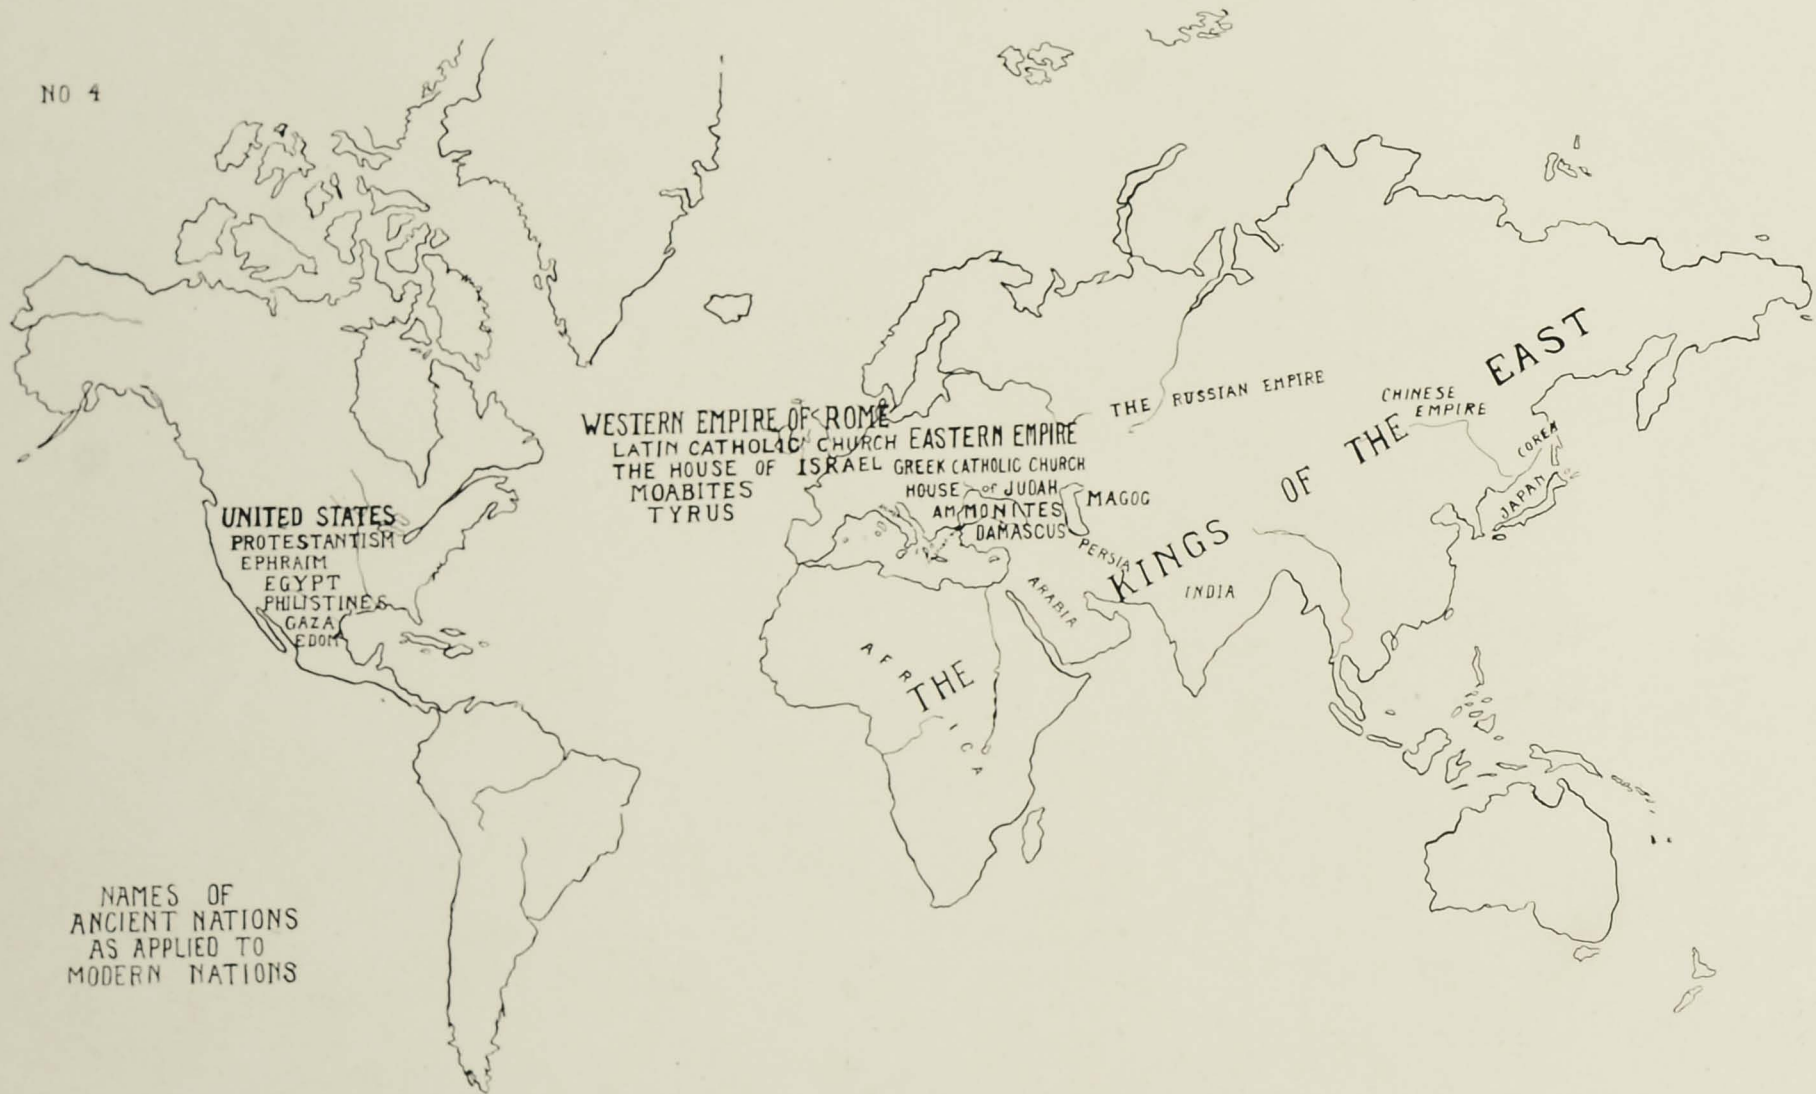 NO 4
UNITED STATES
PROTESTANTISM
EPHRAIM
EGYPT
PHILISTINES
GAZA
EDOM
WESTERN EMPIRE OF ROME
LATIN CATHOLIC CHURCH
THE HOUSE OF ISRAEL
MOABITES
TYRUS
EASTERN EMPIRE
GREEK CATHOLIC CHURCH
HOUSE of JUDAH
AMMONITES
DAMASCUS
MAGOG
PERSIA
ARABIA
INDIA
THE RUSSIAN EMPIRE
CHINESE
EMPIRE
COREA
JAPAN
AFRICA
THE KINGS OF THE EAST
NAMES OF
ANCIENT NATIONS
AS APPLIED TO
MODERN NATIONS